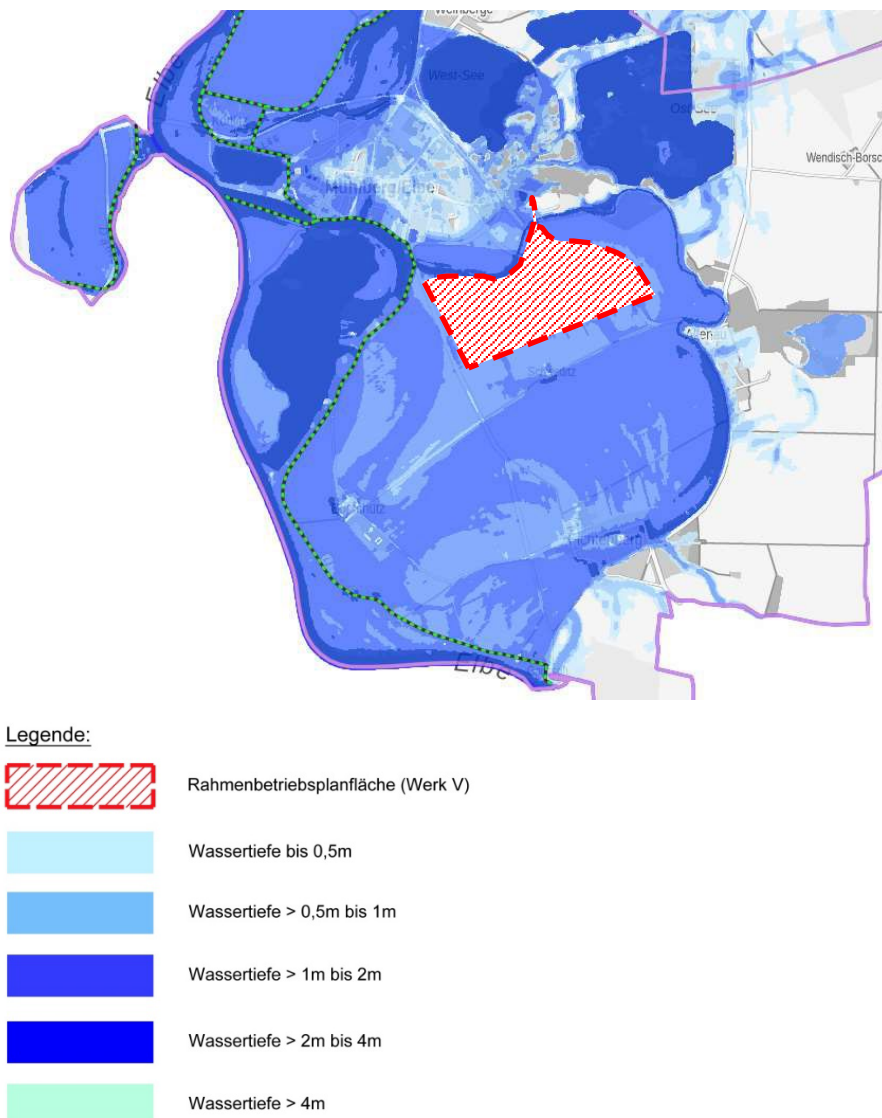 Weinberge
Elbe
West-See
Ost-See
Wendisch-Borsc
Mühlberg/Elbe
Fichtenberg
Elbe
Legende:
Rahmenbetriebsplanfläche (Werk V)
Wassertiefe bis 0,5m
Wassertiefe > 0,5m bis 1m
Wassertiefe > 1m bis 2m
Wassertiefe > 2m bis 4m
Wassertiefe > 4m